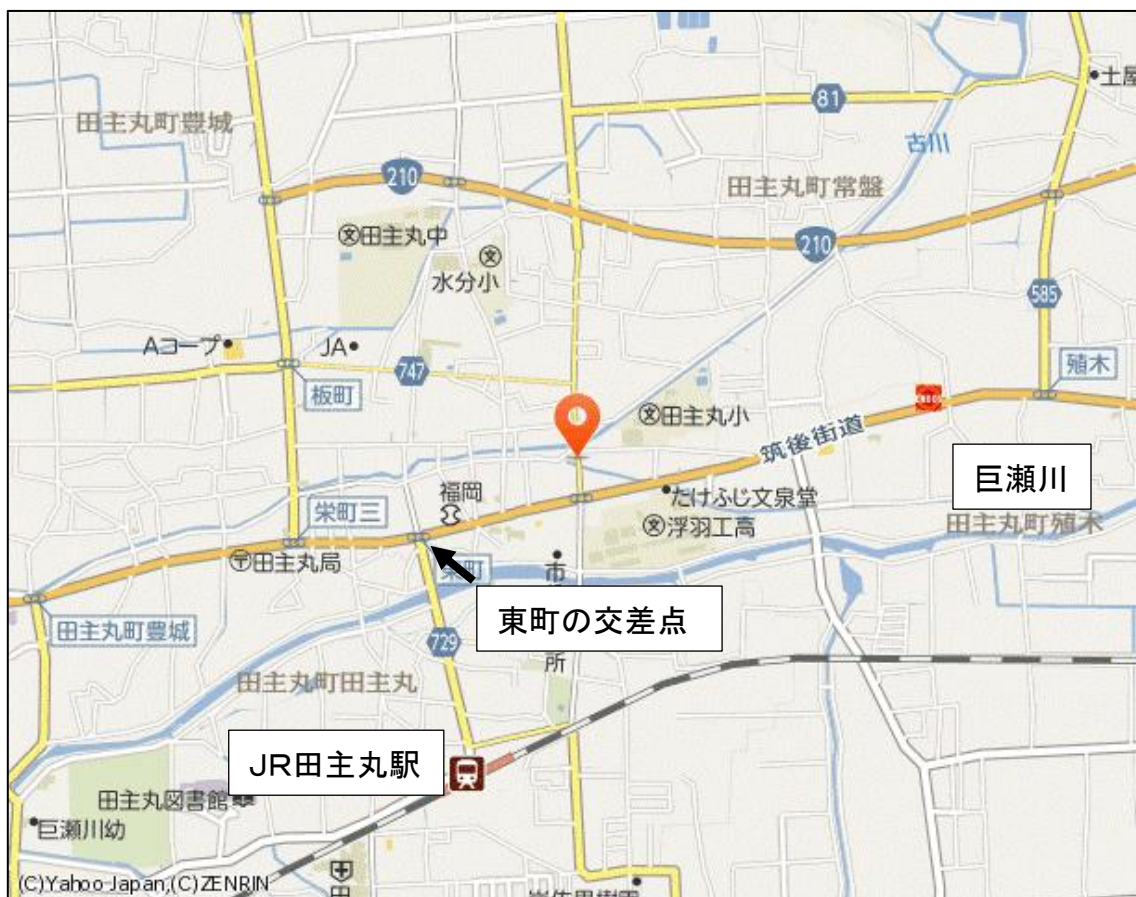 土屋
81
田主丸町豊城
古川
210
田主丸町常盤
田主丸中
210
水分小
585
Aコープ
JA
747
殖木
板町
田主丸小
筑後街道
巨瀬川
福岡
たけふじ文泉堂
栄町三
田主丸町殖木
浮羽工高
田主丸局
栄町
市
東町の交差点
田主丸町豊城
729
所
田主丸町田主丸
JR田主丸駅
田主丸図書館
巨瀬川幼
(C)Yahoo Japan,(C)ZENRIN
田